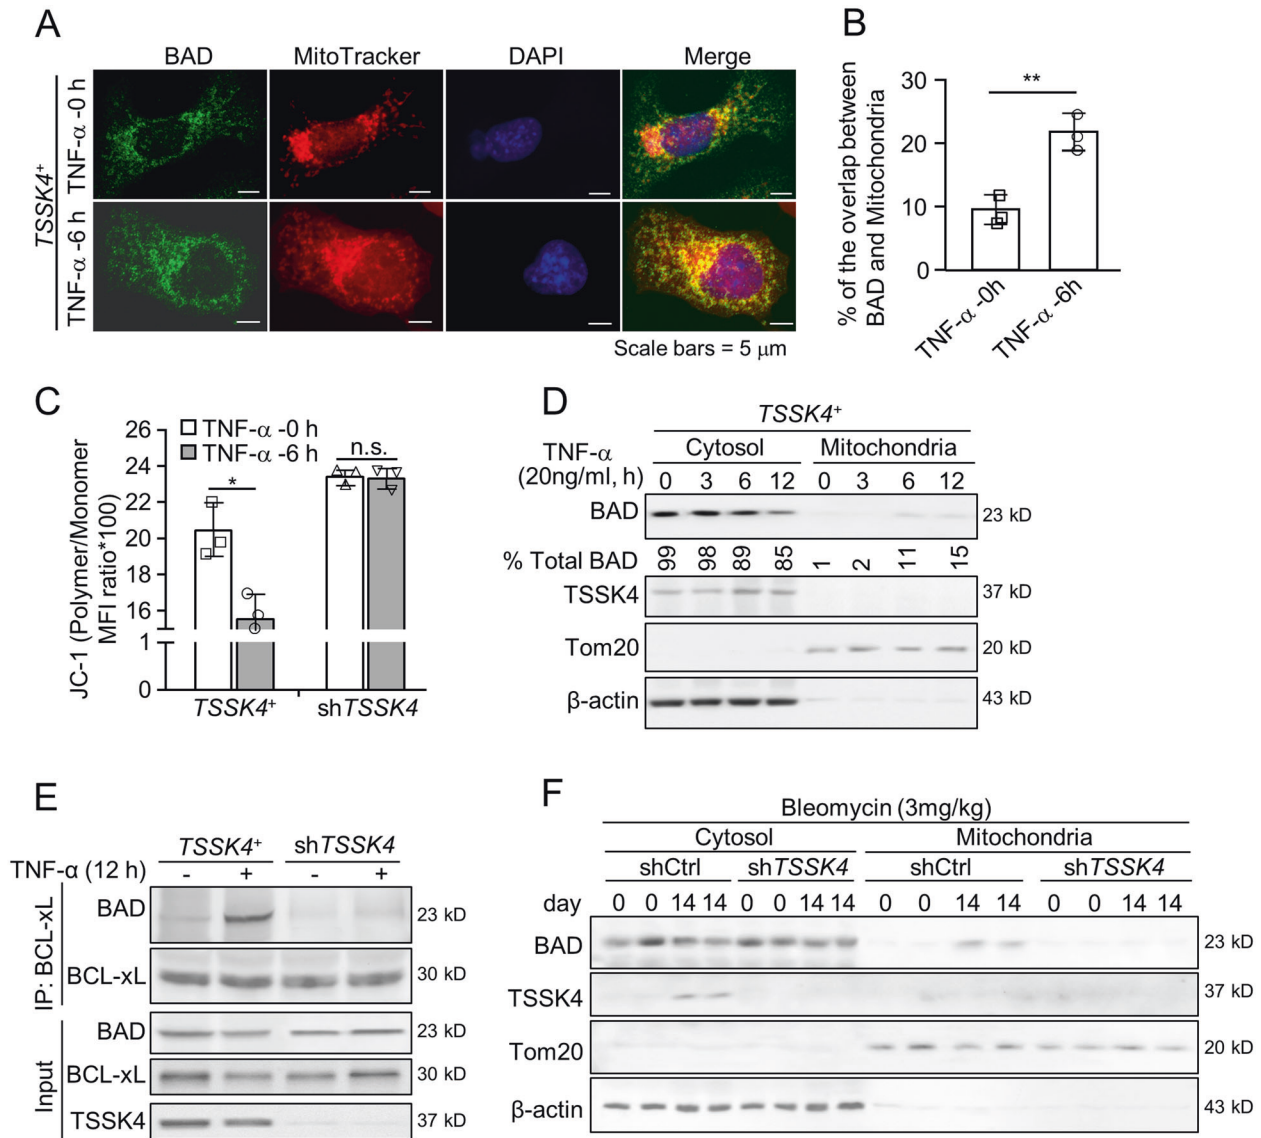 A
BAD MitoTracker DAPI Merge
TSSK4+
TNF-α -0 h
TNF-α -6 h
Scale bars = 5 μm
B
% of the overlap between
BAD and Mitochondria
30
20
10
0
**
TNF-α -0h
TNF-α -6h
C
JC-1 (Polymer/Monomer
MFI ratio*100)
26
24
22
20
18
16
1
0
TNF-α -0 h
TNF-α -6 h
*
n.s.
TSSK4+ shTSSK4
D
TSSK4+
TNF-α Cytosol Mitochondria
(20ng/ml, h) 0 3 6 12 0 3 6 12
BAD 23 kD
% Total BAD 99 98 89 85 1 2 11 15
TSSK4 37 kD
Tom20 20 kD
β-actin 43 kD
E
TSSK4+ shTSSK4
TNF-α (12 h) - + - +
IP: BCL-xL
BAD 23 kD
BCL-xL 30 kD
Input
BAD 23 kD
BCL-xL 30 kD
TSSK4 37 kD
F
Bleomycin (3mg/kg)
Cytosol Mitochondria
shCtrl shTSSK4 shCtrl shTSSK4
day 0 0 14 14 0 0 14 14 0 0 14 14 0 0 14 14
BAD 23 kD
TSSK4 37 kD
Tom20 20 kD
β-actin 43 kD